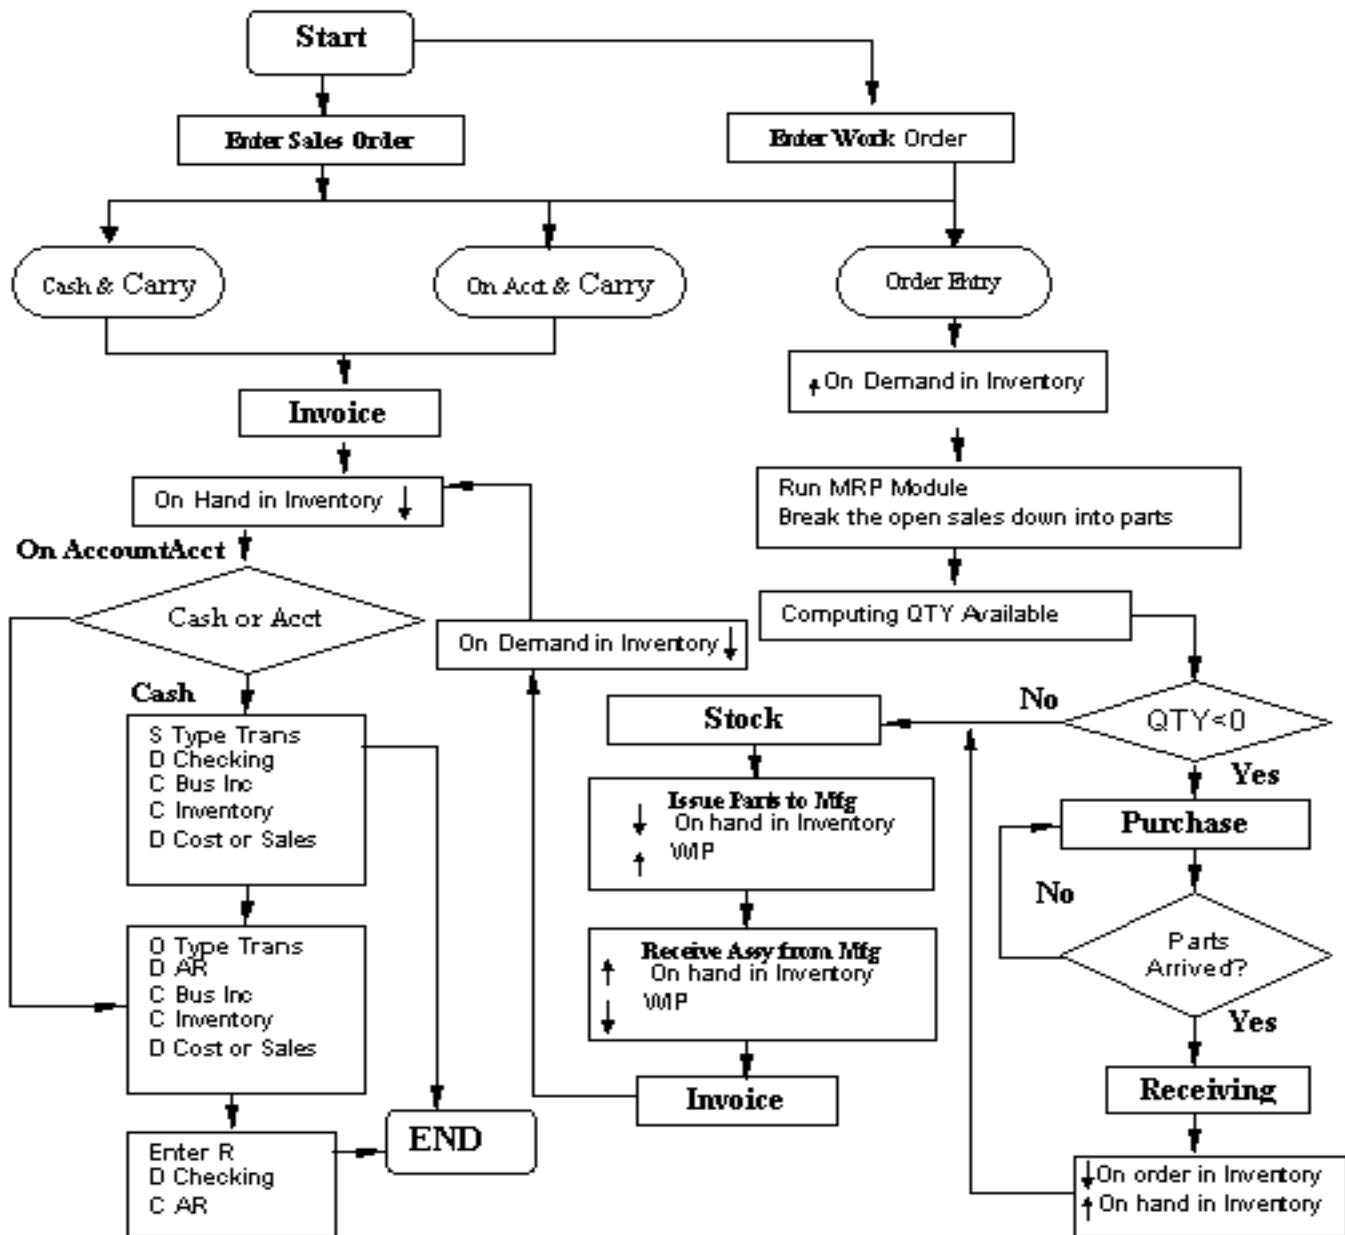 Start
Enter Sales Order
Enter Work Order
Cash & Carry
On Acct & Carry
Order Entry
On Demand in Inventory
Invoice
Run MRP Module
Break the open sales down into parts
On Hand in Inventory
On AccountAcct
Cash or Acct
Computing QTY Available
On Demand in Inventory
Cash
S Type Trans
D Checking
C Bus Inc
C Inventory
D Cost or Sales
Stock
No
QTY<0
Yes
Issue Parts to Mfg
On hand in Inventory
WIP
Purchase
No
Parts
Arrived?
Yes
O Type Trans
D AR
C Bus Inc
C Inventory
D Cost or Sales
Receive Assy from Mfg
On hand in Inventory
WIP
Invoice
Receiving
Enter R
D Checking
C AR
END
On order in Inventory
On hand in Inventory